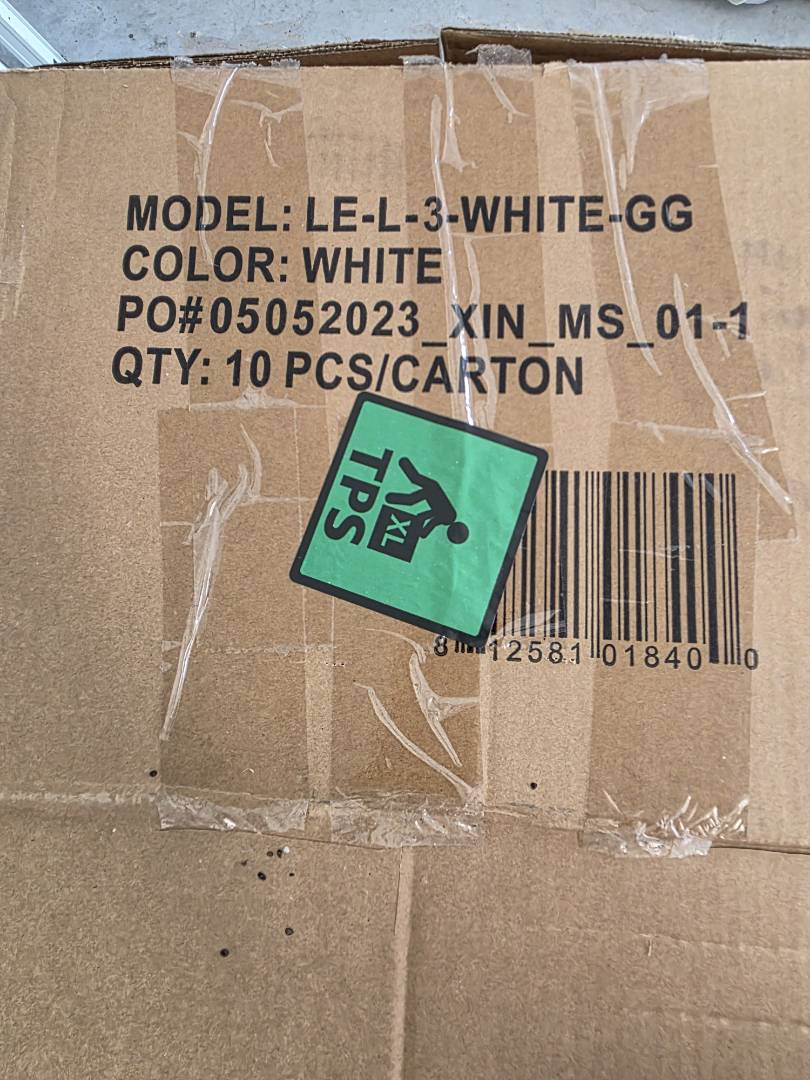 MODEL: LE-L-3-WHITE-GG
COLOR: WHITE
PO#05052023_XIN_MS_01-1
QTY: 10 PCS/CARTON
TPS
XL
8 12581 01840 0